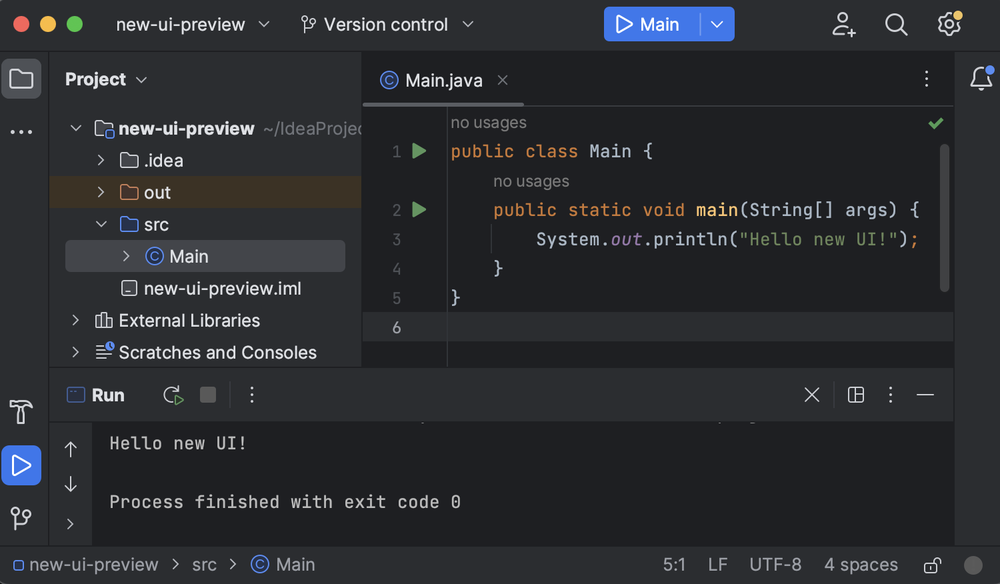 new-ui-preview
Version control
Main
Project
Main.java
new-ui-preview ~/IdeaProjec
.idea
out
src
Main
new-ui-preview.iml
External Libraries
Scratches and Consoles
no usages
1 public class Main {
no usages
2 public static void main(String[] args) {
3 System.out.println("Hello new UI!");
4 }
5 }
6
Run
Hello new UI!
Process finished with exit code 0
new-ui-preview > src > Main
5:1 LF UTF-8 4 spaces